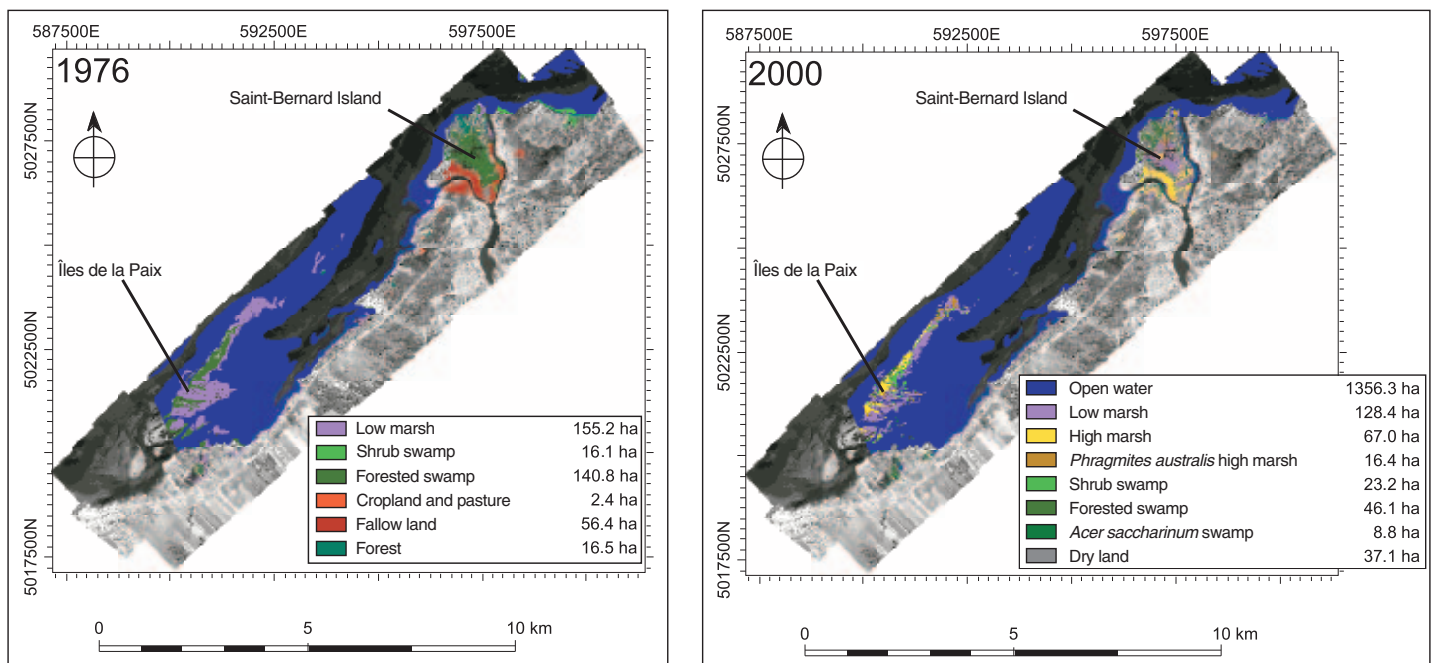 587500E 592500E 597500E
1976
Saint-Bernard Island
5027500N
Îles de la Paix
5022500N
5017500N
Low marsh 155.2 ha
Shrub swamp 16.1 ha
Forested swamp 140.8 ha
Cropland and pasture 2.4 ha
Fallow land 56.4 ha
Forest 16.5 ha
0 5 10 km
587500E 592500E 597500E
2000
Saint-Bernard Island
5027500N
Îles de la Paix
5022500N
5017500N
Open water 1356.3 ha
Low marsh 128.4 ha
High marsh 67.0 ha
Phragmites australis high marsh 16.4 ha
Shrub swamp 23.2 ha
Forested swamp 46.1 ha
Acer saccharinum swamp 8.8 ha
Dry land 37.1 ha
0 5 10 km